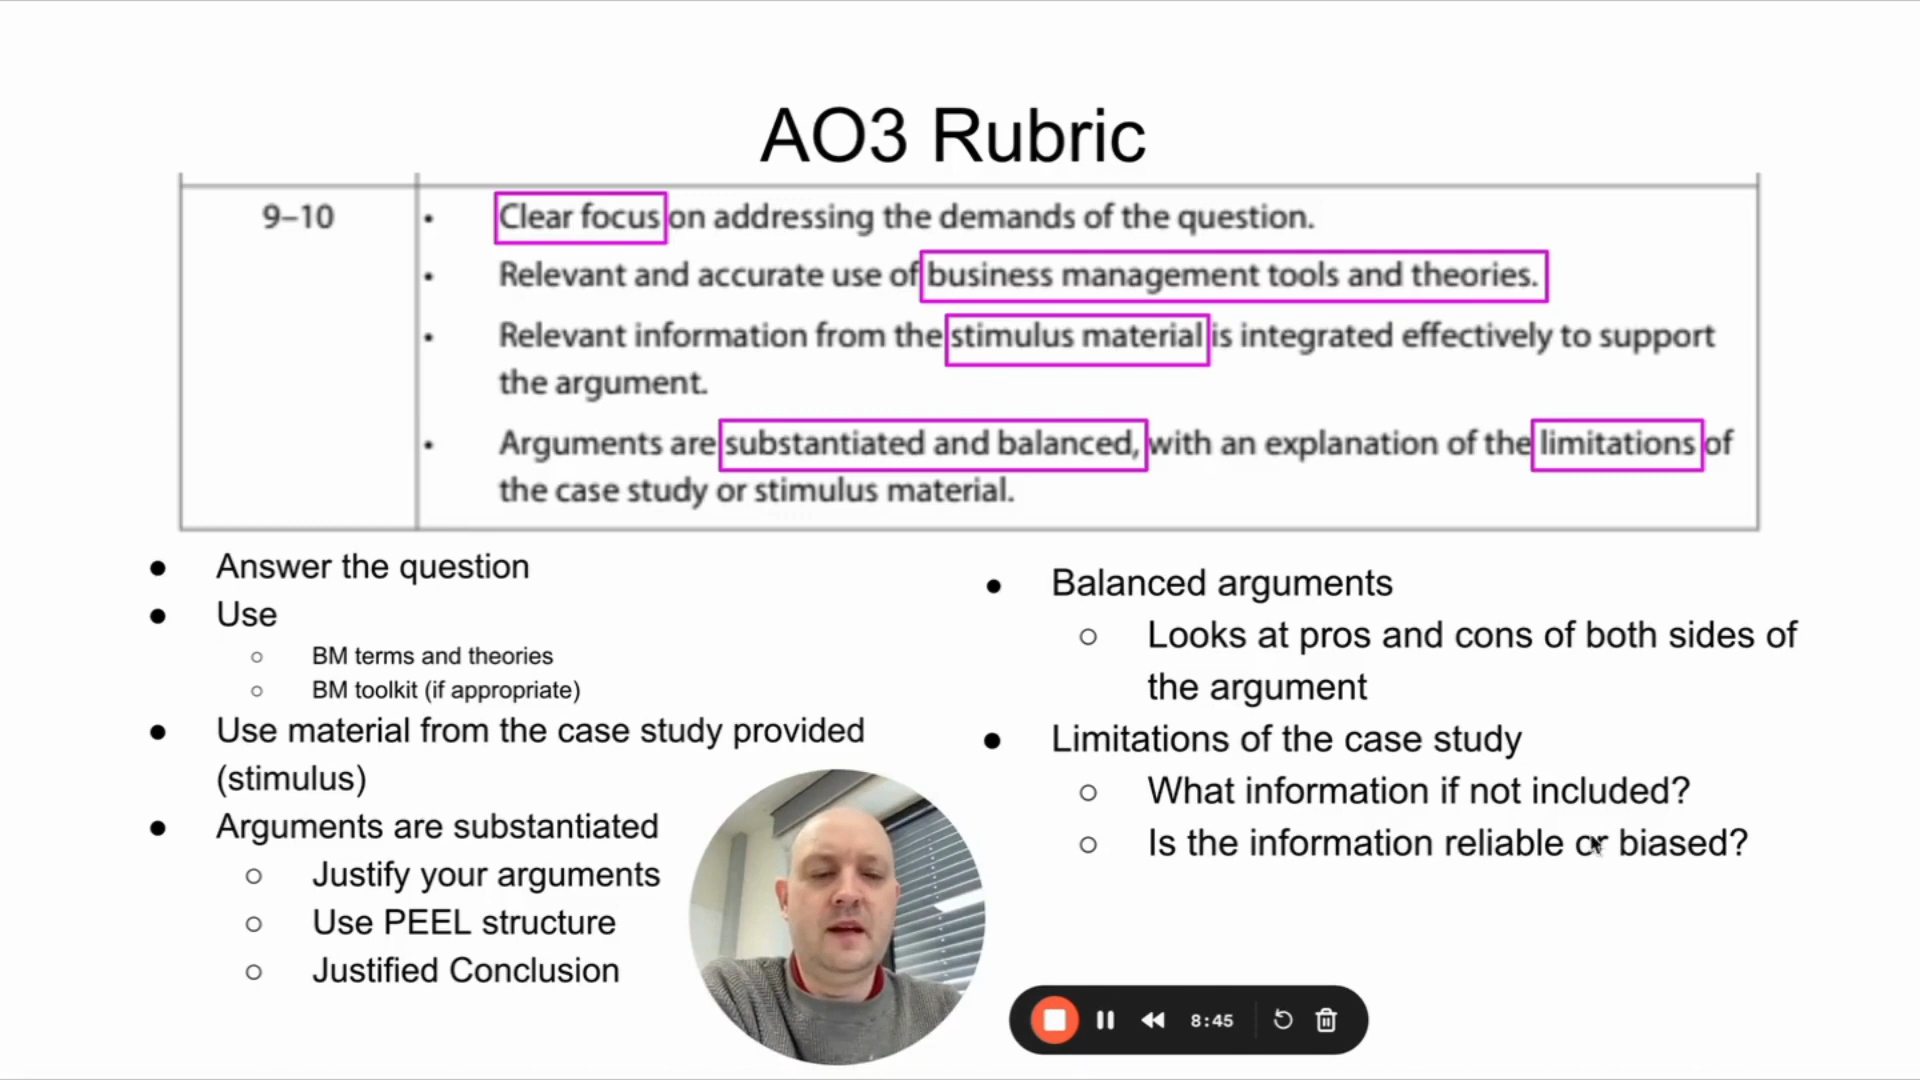 AO3 Rubric
9–10
• Clear focus on addressing the demands of the question.
• Relevant and accurate use of business management tools and theories.
• Relevant information from the stimulus material is integrated effectively to support
the argument.
• Arguments are substantiated and balanced, with an explanation of the limitations of
the case study or stimulus material.
● Answer the question
● Use
○ BM terms and theories
○ BM toolkit (if appropriate)
● Use material from the case study provided
(stimulus)
● Arguments are substantiated
○ Justify your arguments
○ Use PEEL structure
○ Justified Conclusion
● Balanced arguments
○ Looks at pros and cons of both sides of
the argument
● Limitations of the case study
○ What information if not included?
○ Is the information reliable or biased?
8:45